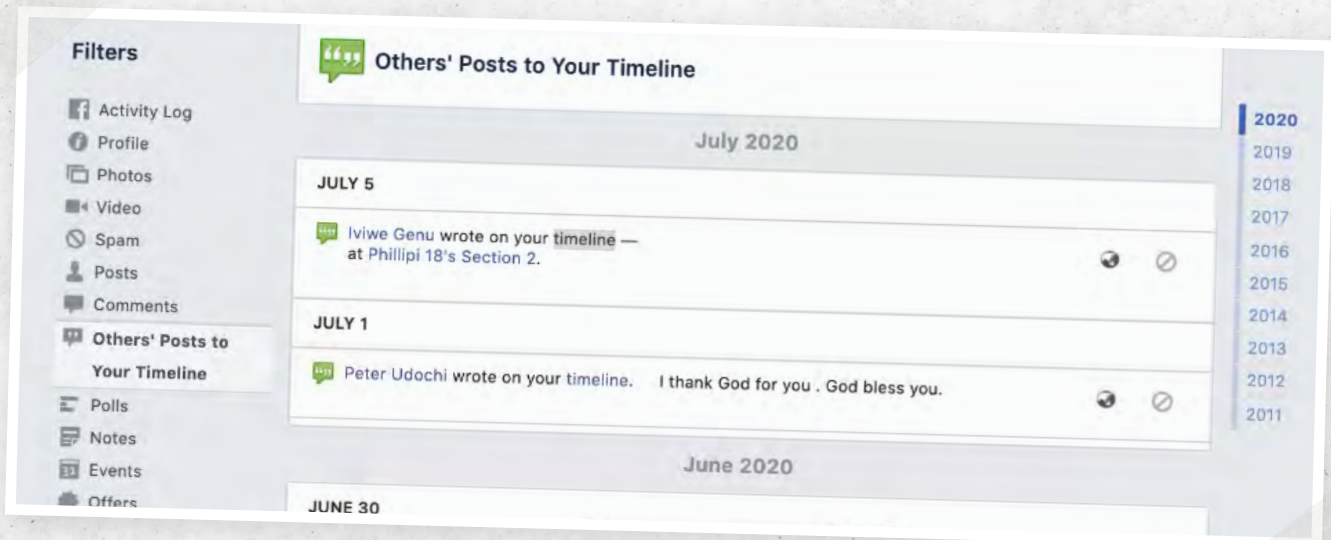 Filters
Activity Log
Profile
Photos
Video
Spam
Posts
Comments
Others' Posts to
Your Timeline
Polls
Notes
Events
Offers
Others' Posts to Your Timeline
July 2020
JULY 5
Iviwe Genu wrote on your timeline —
at Phillipi 18's Section 2.
JULY 1
Peter Udochi wrote on your timeline. I thank God for you . God bless you.
June 2020
JUNE 30
2020
2019
2018
2017
2016
2015
2014
2013
2012
2011